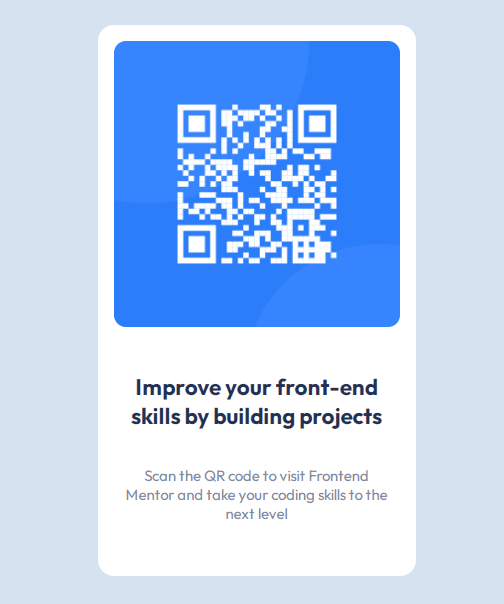 Improve your front-end
skills by building projects
Scan the QR code to visit Frontend
Mentor and take your coding skills to the
next level